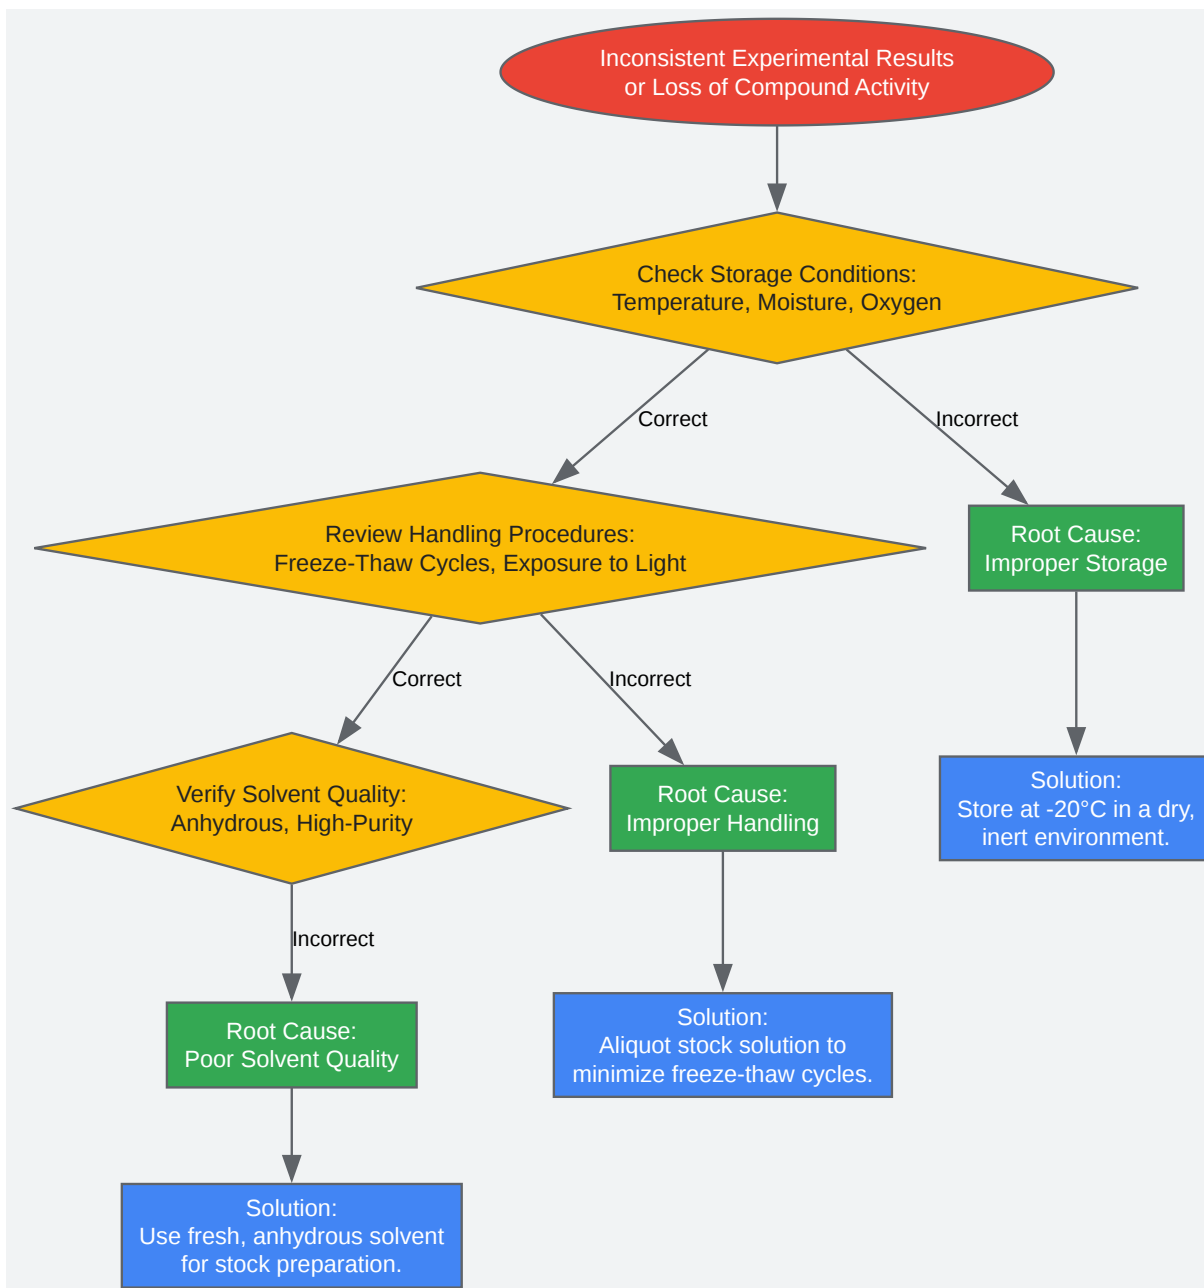 Inconsistent Experimental Results
or Loss of Compound Activity
Check Storage Conditions:
Temperature, Moisture, Oxygen
Correct
Incorrect
Review Handling Procedures:
Freeze-Thaw Cycles, Exposure to Light
Root Cause:
Improper Storage
Correct
Incorrect
Verify Solvent Quality:
Anhydrous, High-Purity
Root Cause:
Improper Handling
Solution:
Store at -20°C in a dry,
inert environment.
Incorrect
Root Cause:
Poor Solvent Quality
Solution:
Aliquot stock solution to
minimize freeze-thaw cycles.
Solution:
Use fresh, anhydrous solvent
for stock preparation.